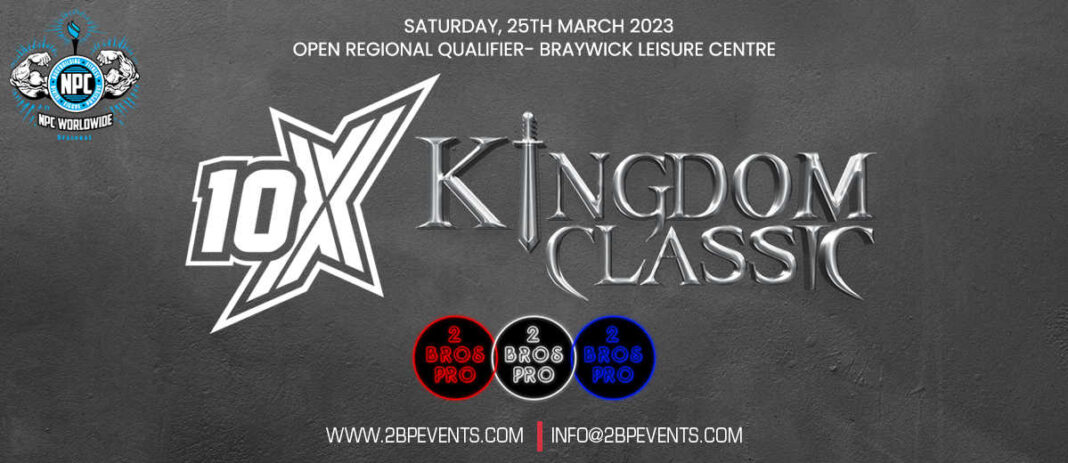 SATURDAY, 25TH MARCH 2023
OPEN REGIONAL QUALIFIER- BRAYWICK LEISURE CENTRE
NPC
NPC WORLDWIDE
Regional
10X
KINGDOM
CLASSIC
2
BROS
PRO
2
BROS
PRO
2
BROS
PRO
WWW.2BPEVENTS.COM | INFO@2BPEVENTS.COM